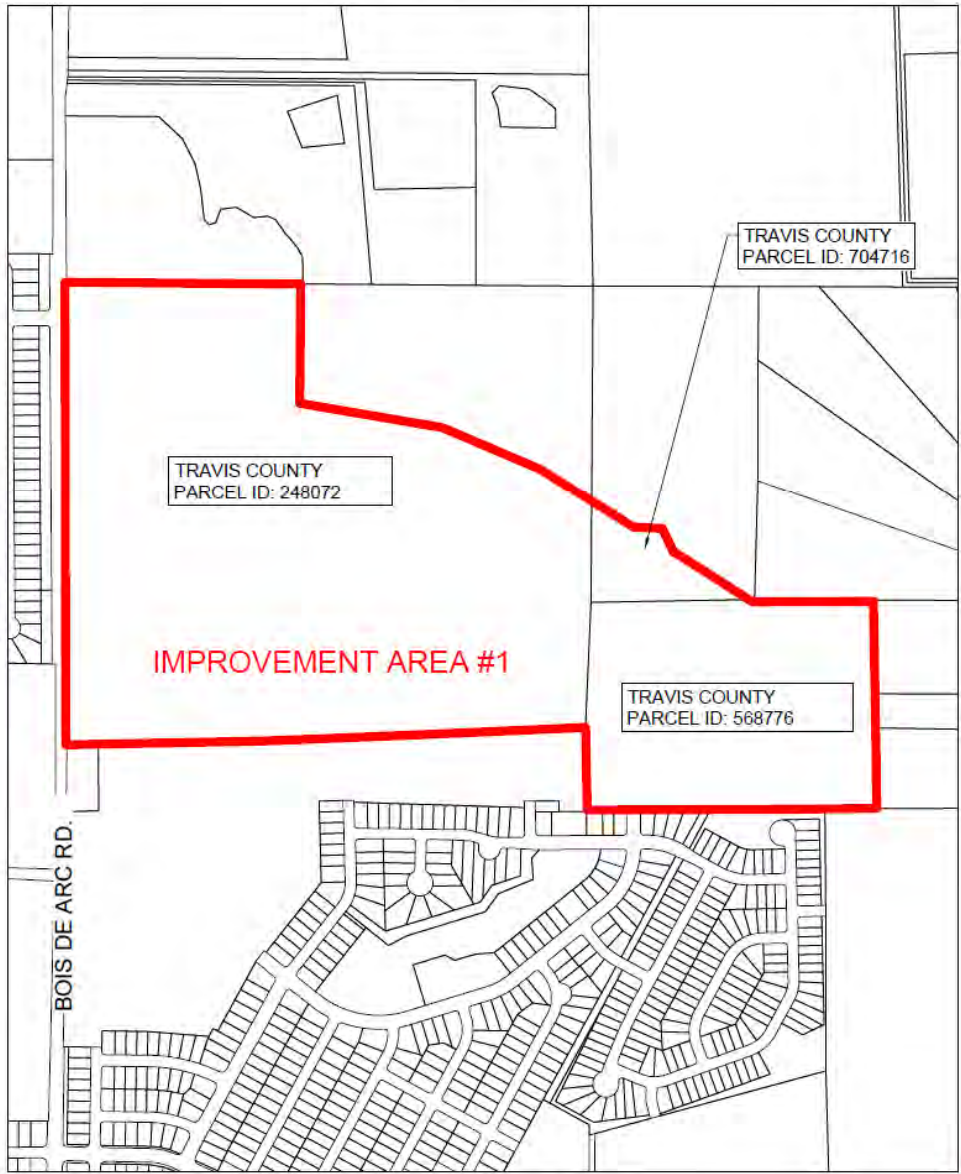 TRAVIS COUNTY
PARCEL ID: 704716
TRAVIS COUNTY
PARCEL ID: 248072
IMPROVEMENT AREA #1
TRAVIS COUNTY
PARCEL ID: 568776
BOIS DE ARC RD.